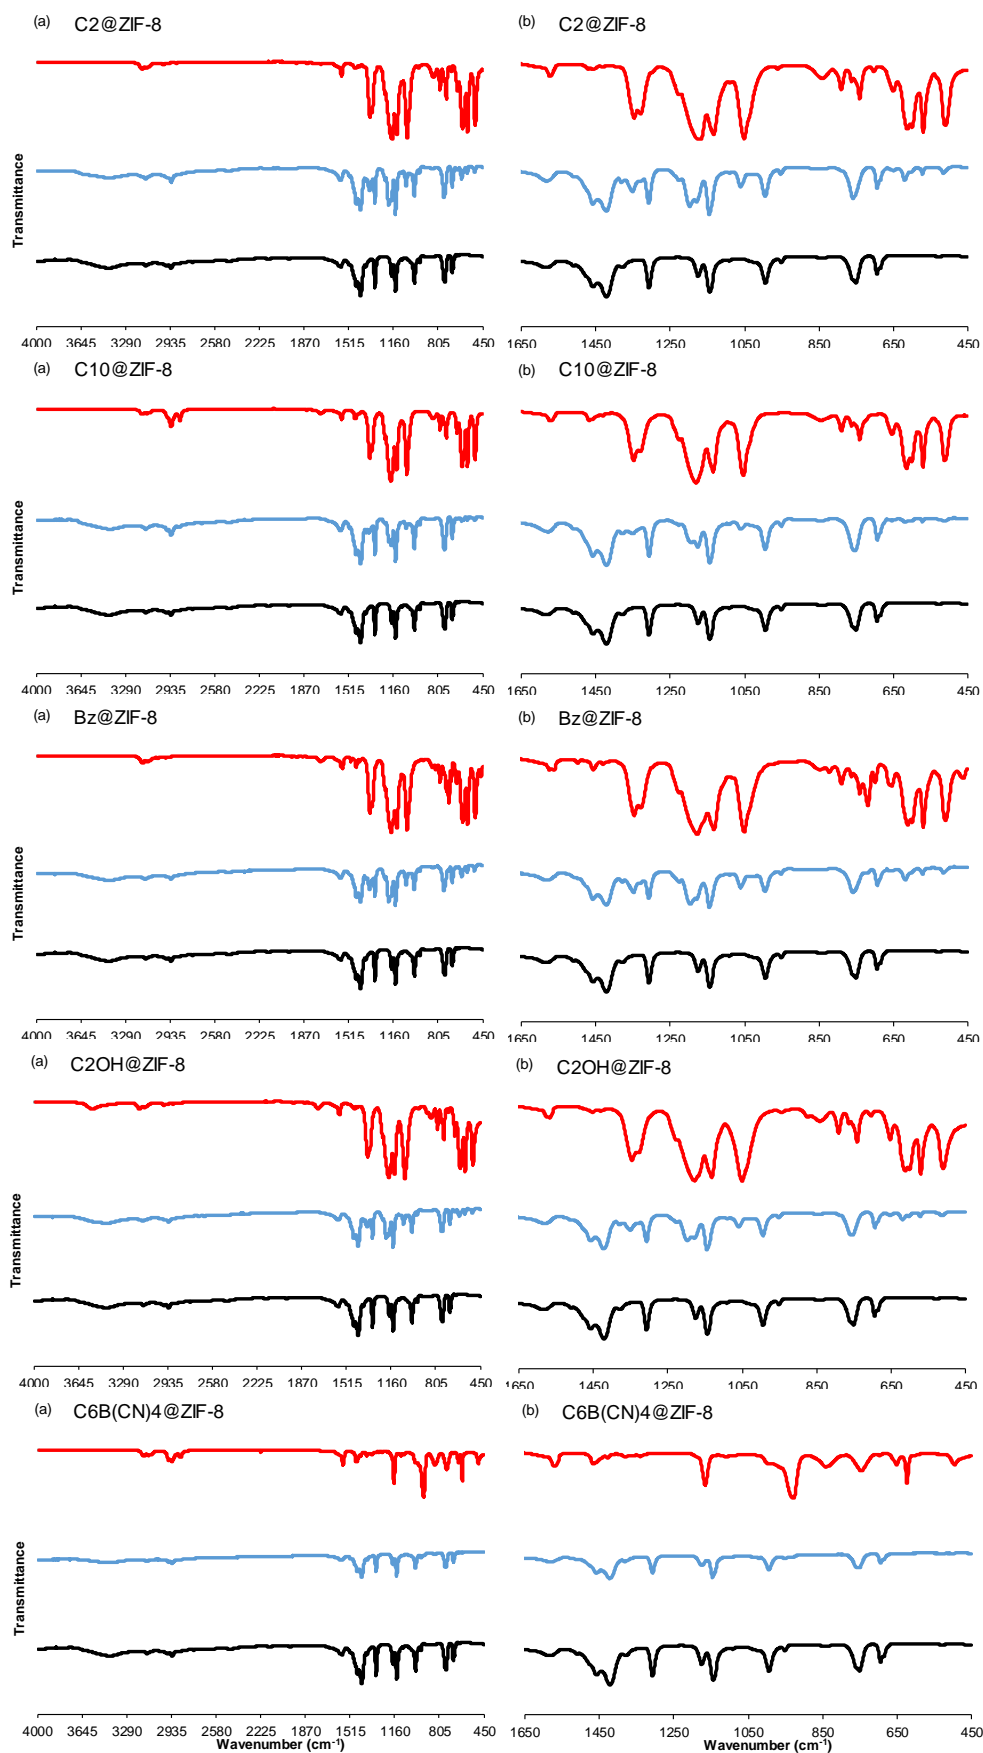 (a) C2@ZIF-8 (b) C2@ZIF-8
Transmittance
4000 3645 3290 2935 2580 2225 1870 1515 1160 805 450 1650 1450 1250 1050 850 650 450
(a) C10@ZIF-8 (b) C10@ZIF-8
Transmittance
4000 3645 3290 2935 2580 2225 1870 1515 1160 805 450 1650 1450 1250 1050 850 650 450
(a) Bz@ZIF-8 (b) Bz@ZIF-8
Transmittance
4000 3645 3290 2935 2580 2225 1870 1515 1160 805 450 1650 1450 1250 1050 850 650 450
(a) C2OH@ZIF-8 (b) C2OH@ZIF-8
Transmittance
4000 3645 3290 2935 2580 2225 1870 1515 1160 805 450 1650 1450 1250 1050 850 650 450
(a) C6B(CN)4@ZIF-8 (b) C6B(CN)4@ZIF-8
Transmittance
4000 3645 3290 2935 2580 2225 1870 1515 1160 805 450 1650 1450 1250 1050 850 650 450
Wavenumber (cm⁻¹) Wavenumber (cm⁻¹)